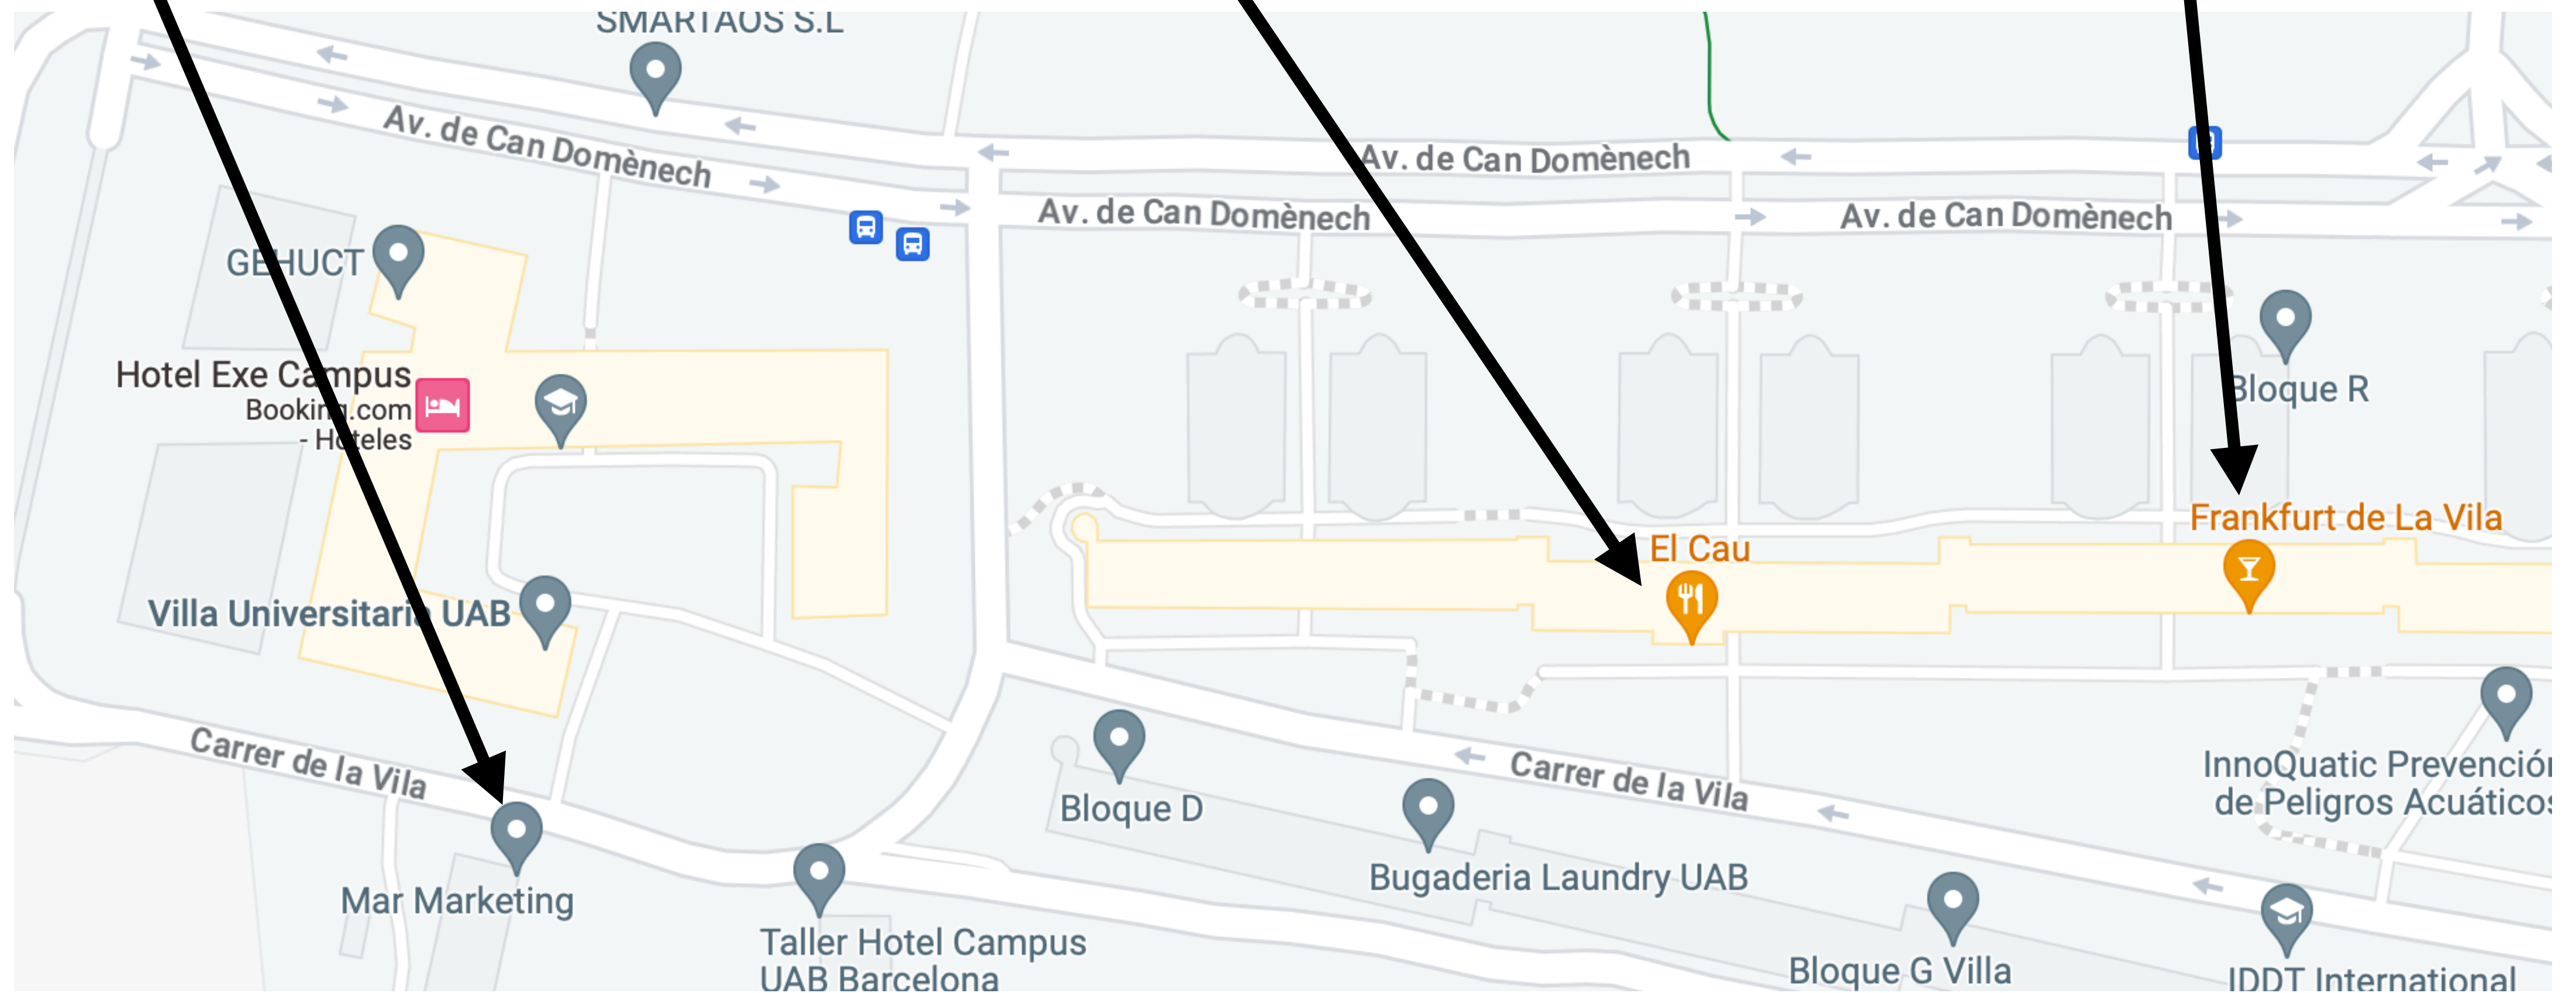 SMARTAOS S.L
Av. de Can Domènech
Av. de Can Domènech
Av. de Can Domènech
Av. de Can Domènech
GEHUCT
Hotel Exe Campus
Booking.com
- Hoteles
Bloque R
Villa Universitaria UAB
El Cau
Frankfurt de La Vila
Carrer de la Vila
Carrer de la Vila
Bloque D
InnoQuatic Prevención
de Peligros Acuáticos
Bugaderia Laundry UAB
Mar Marketing
Taller Hotel Campus
UAB Barcelona
Bloque G Villa
IDDT International